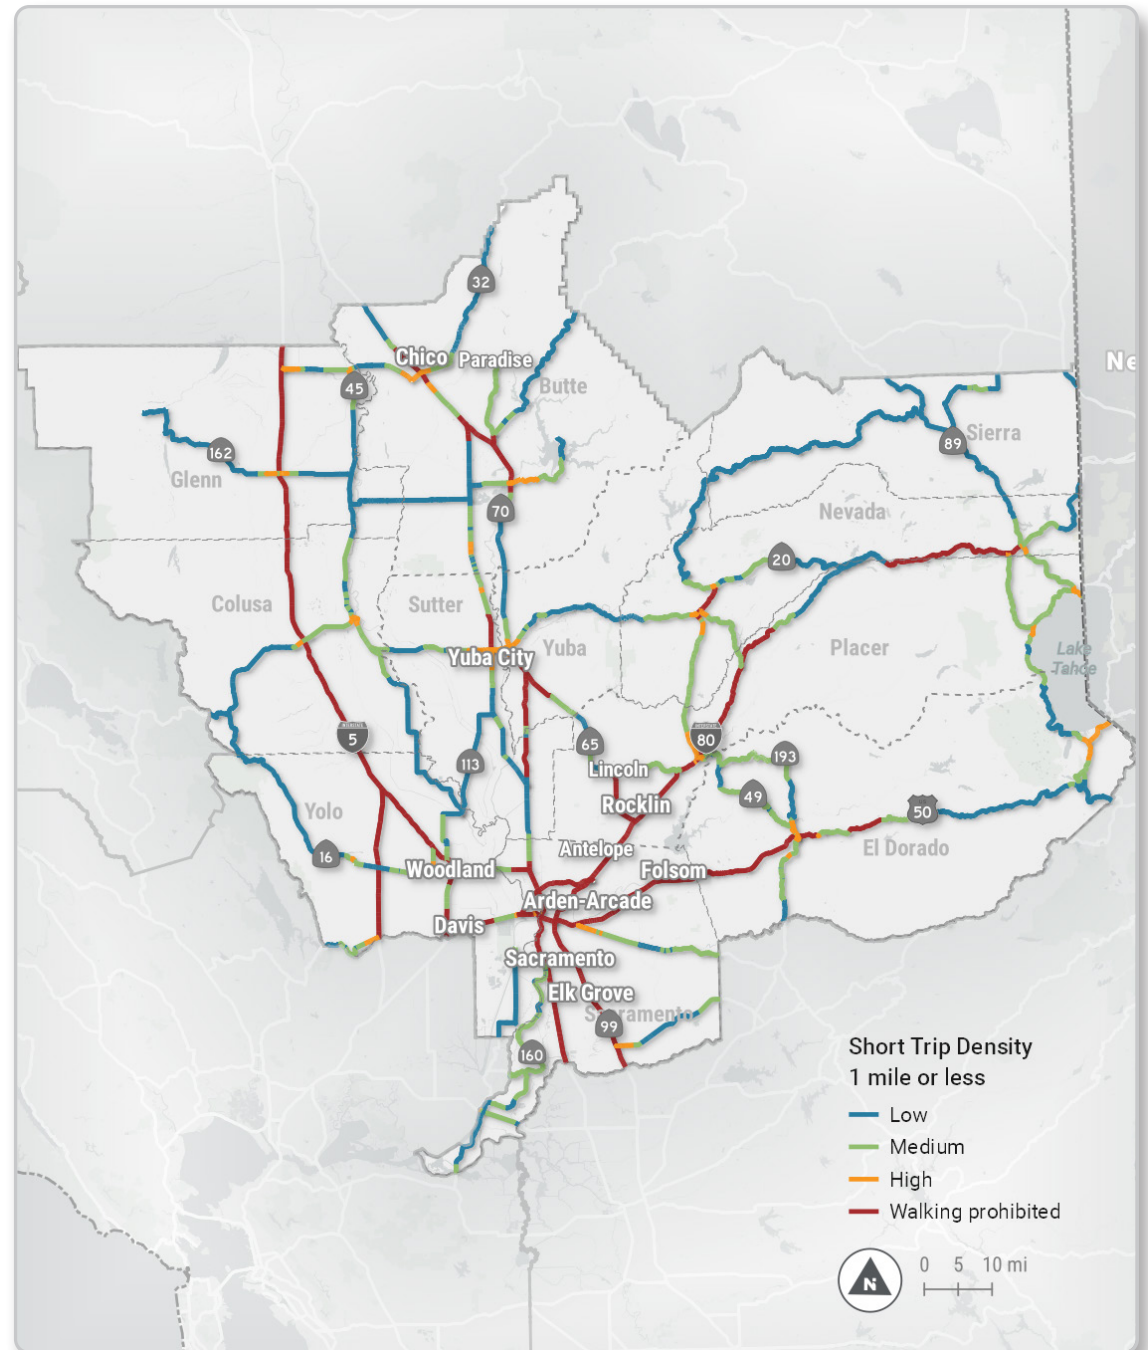 32
Chico
Paradise
Ne
45
Butte
89
Sierra
162
Glenn
70
Nevada
20
Colusa
Sutter
Yuba City
Yuba
Placer
Lake
Tahoe
5
65
80
193
113
Lincoln
49
Rocklin
50
Yolo
16
Antelope
El Dorado
Woodland
Folsom
Arden-Arcade
Davis
Sacramento
Elk Grove
Sacramento
99
160
Short Trip Density
1 mile or less
Low
Medium
High
Walking prohibited
N
0 5 10 mi